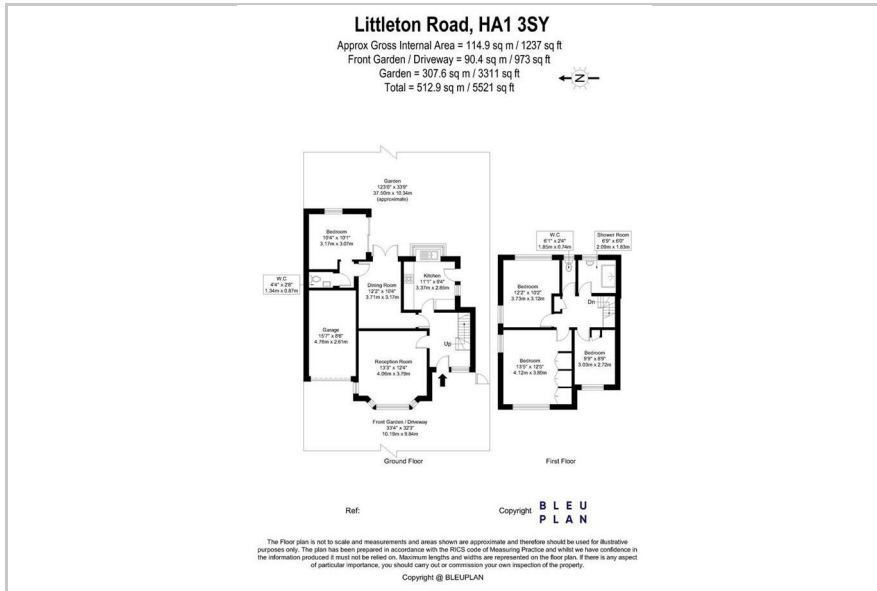 Littleton Road, HA1 3SY
Approx Gross Internal Area = 114.9 sq m / 1237 sq ft
Front Garden / Driveway = 90.4 sq m / 973 sq ft
Garden = 307.6 sq m / 3311 sq ft
Total = 512.9 sq m / 5521 sq ft
N
Garden
123'0" x 33'9"
37.50m x 10.34m
(approximate)
Bedroom
10'4" x 10'1"
3.17m x 3.07m
W.C
4'4" x 2'8"
1.34m x 0.87m
Dining Room
12'2" x 10'4"
3.71m x 3.17m
Kitchen
11'1" x 9'4"
3.37m x 2.85m
Garage
15'7" x 8'6"
4.76m x 2.61m
Reception Room
13'3" x 12'4"
4.06m x 3.79m
Up
Front Garden / Driveway
33'4" x 32'3"
10.19m x 9.84m
Ground Floor
W.C
6'1" x 2'4"
1.85m x 0.74m
Shower Room
6'9" x 6'0"
2.09m x 1.83m
Bedroom
12'2" x 10'2"
3.73m x 3.12m
Dn
Bedroom
13'5" x 12'5"
4.12m x 3.80m
Bedroom
9'9" x 8'9"
3.03m x 2.72m
First Floor
Ref:
Copyright
BLEU
PLAN
The Floor plan is not to scale and measurements and areas shown are approximate and therefore should be used for illustrative
purposes only. The plan has been prepared in accordance with the RICS code of Measuring Practice and whilst we have confidence in
the information produced it must not be relied on. Maximum lengths and widths are represented on the floor plan. If there is any aspect
of particular importance, you should carry out or commission your own inspection of the property.
Copyright @ BLEUPLAN